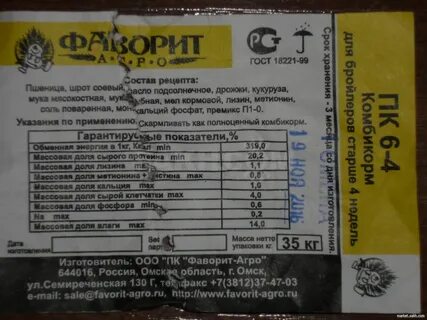 ФАВОРИТ
АГРО
ГОСТ 18221-99
Состав рецепта:
Пшеница, шрот соевый, масло подсолнечное, дрожжи, кукуруза,
мука мясокостная, мука рыбная, мел кормовой, лизин, метионин,
соль поваренная, фосфат, премикс П1-0.
Указания по применению: Скармливать как полноценный комбикорм.
Гарантируемые показатели,%
Обменная энергия в 1кг, Ккал min 319,0
Массовая доля сырого протеина min 20,2
Массовая доля лизина min 1,1
Массовая доля метионина + цистина min 0,8
Массовая доля кальция max 1,0
Массовая доля сырой клетчатки max 4,0
Массовая доля фосфора min 0,6
Na max 0,2
Массовая доля влаги max 14,0
19 НОЯ 2016
Дата изготовления
Вес
Масса упаковки кг. 35 кг
Изготовитель: ООО "ПК "Фаворит-Агро"
644016, Россия, Омская область, г. Омск,
ул.Семиреченская 130 Г, тел/факс +7(3812)37-47-03
e-mail: sale@favorit-agro.ru, http://www.favorit-agro.ru
ПК 6-4
Комбикорм
для бройлеров старше 4 недель
Срок хранения - 3 месяца со дня изготовления.